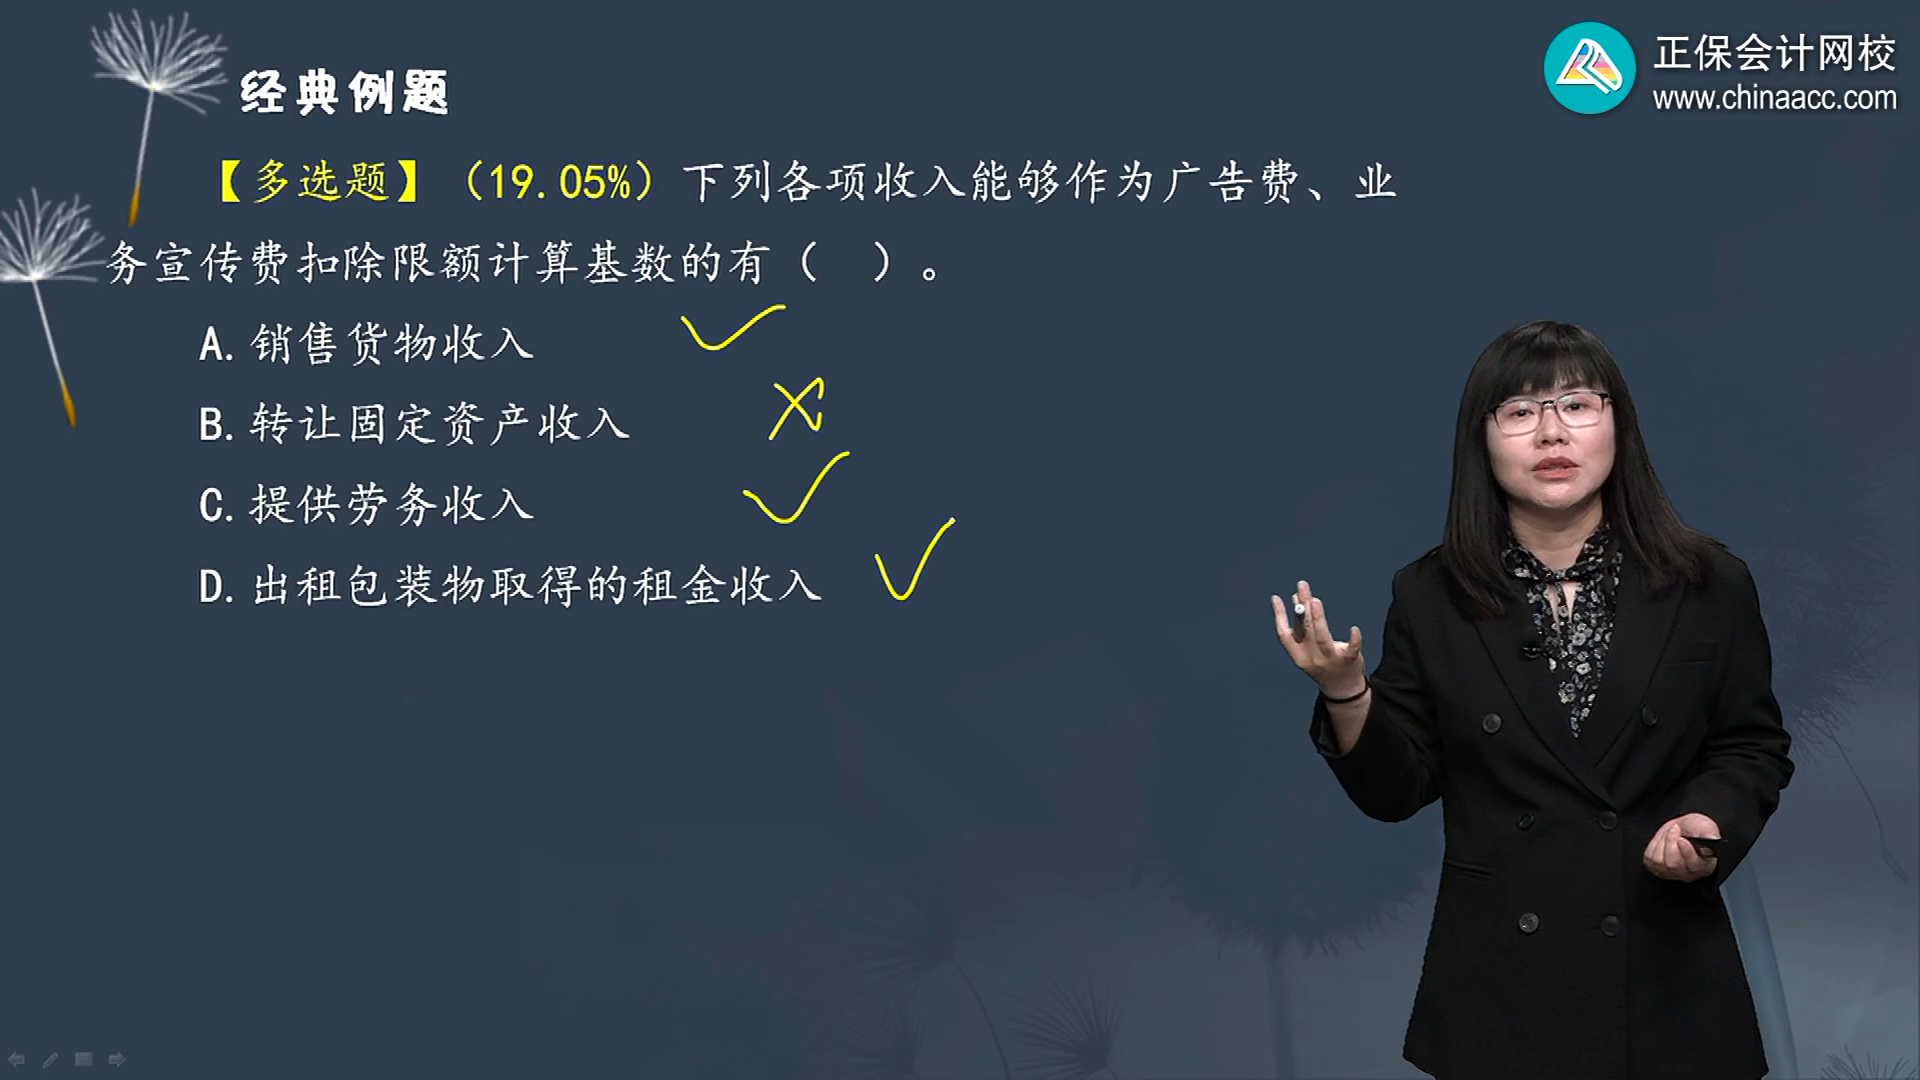 正保会计网校
www.chinaacc.com
经典例题
【多选题】（19.05%）下列各项收入能够作为广告费、业
务宣传费扣除限额计算基数的有（ ）。
A.销售货物收入
B.转让固定资产收入
C.提供劳务收入
D.出租包装物取得的租金收入